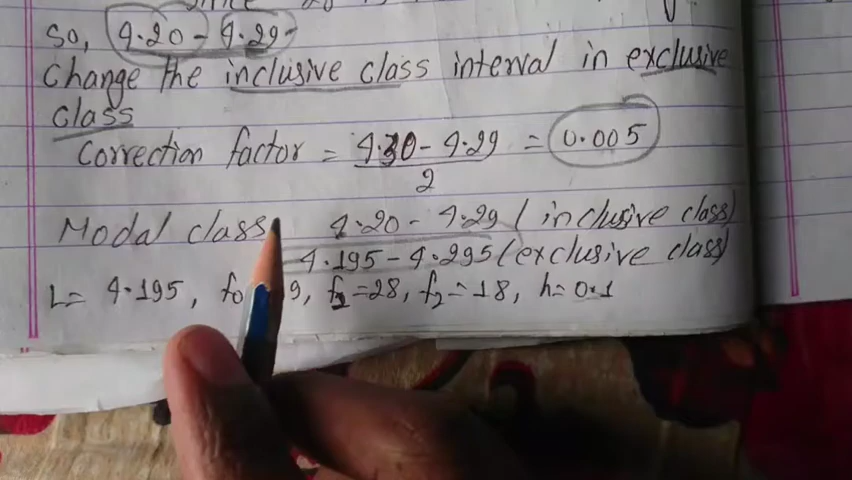 So, 4.20 - 4.29
Change the inclusive class interval in exclusive
class
Correction factor = 4.30 - 4.29 / 2 = 0.005
Modal class 4.20 - 4.29 (inclusive class)
4.195 - 4.295 (exclusive class)
L = 4.195, f0 9, f1 = 28, f2 = 18, h = 0.1